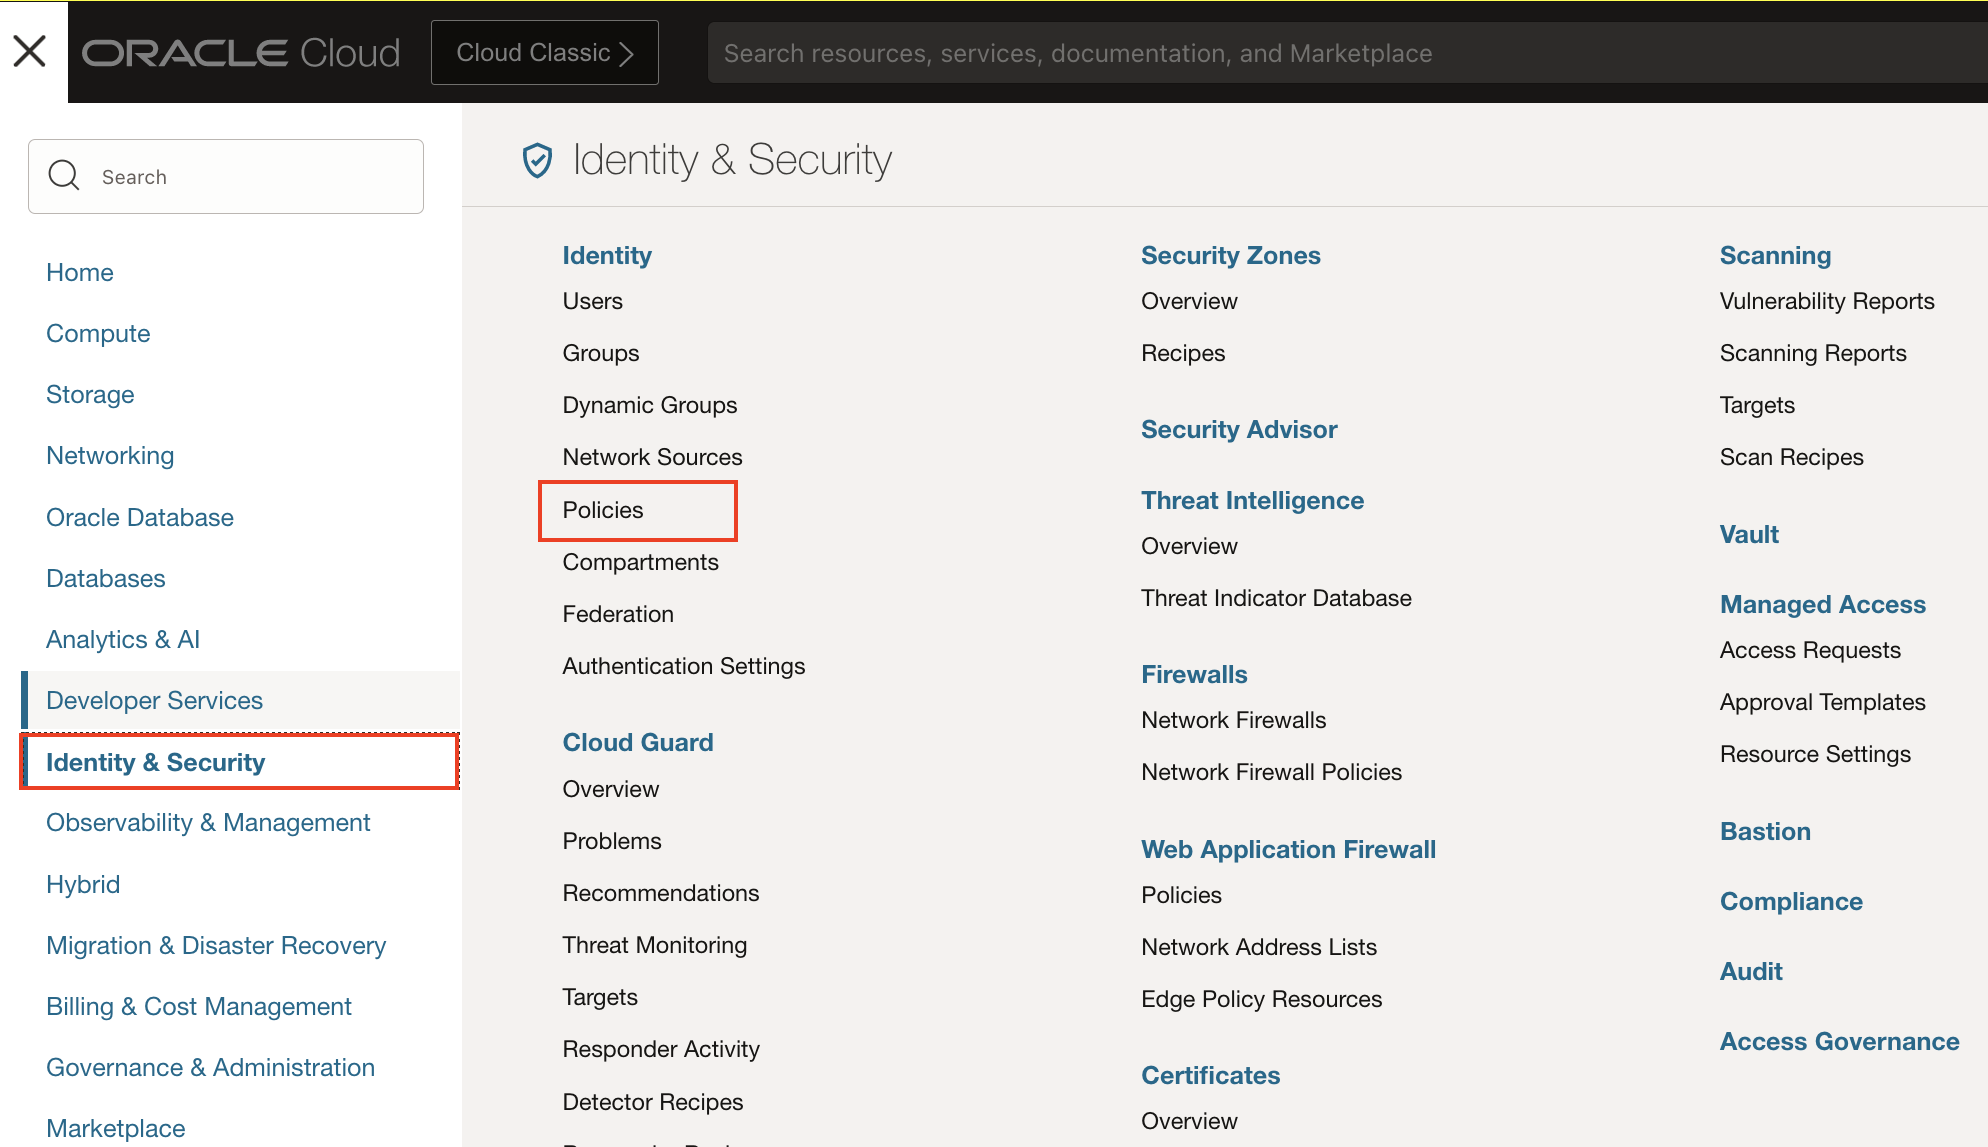 ORACLE Cloud
Cloud Classic
Search resources, services, documentation, and Marketplace
Search
Home
Compute
Storage
Networking
Oracle Database
Databases
Analytics & AI
Developer Services
Identity & Security
Observability & Management
Hybrid
Migration & Disaster Recovery
Billing & Cost Management
Governance & Administration
Marketplace
Identity & Security
Identity
Users
Groups
Dynamic Groups
Network Sources
Policies
Compartments
Federation
Authentication Settings
Cloud Guard
Overview
Problems
Recommendations
Threat Monitoring
Targets
Responder Activity
Detector Recipes
Security Zones
Overview
Recipes
Security Advisor
Threat Intelligence
Overview
Threat Indicator Database
Firewalls
Network Firewalls
Network Firewall Policies
Web Application Firewall
Policies
Network Address Lists
Edge Policy Resources
Certificates
Overview
Scanning
Vulnerability Reports
Scanning Reports
Targets
Scan Recipes
Vault
Managed Access
Access Requests
Approval Templates
Resource Settings
Bastion
Compliance
Audit
Access Governance